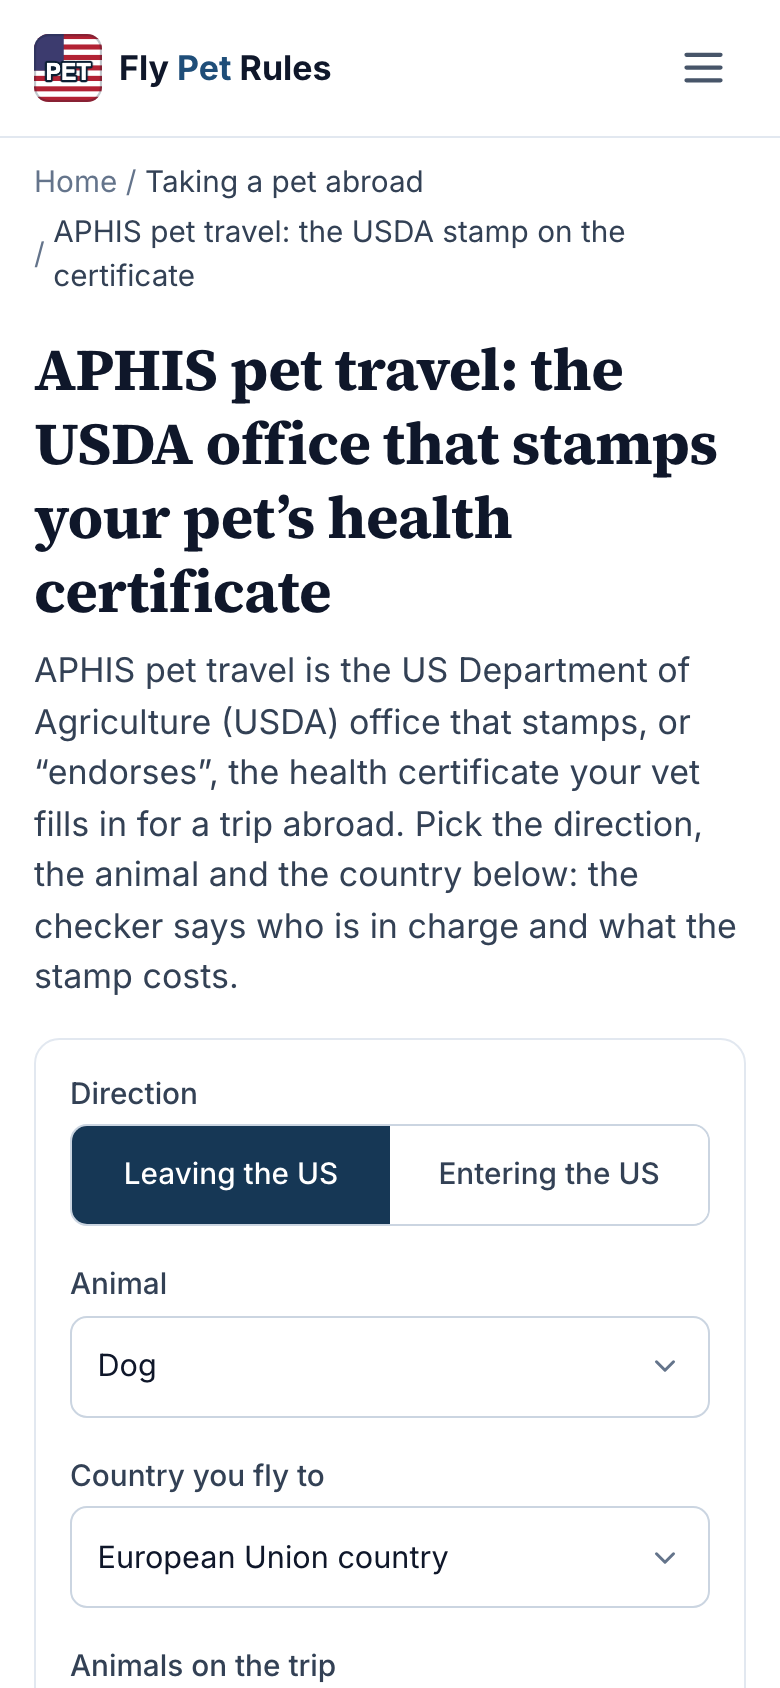 PET
Fly Pet Rules
Home / Taking a pet abroad
/ APHIS pet travel: the USDA stamp on the
certificate
APHIS pet travel: the
USDA office that stamps
your pet’s health
certificate
APHIS pet travel is the US Department of
Agriculture (USDA) office that stamps, or
“endorses”, the health certificate your vet
fills in for a trip abroad. Pick the direction,
the animal and the country below: the
checker says who is in charge and what the
stamp costs.
Direction
Leaving the US
Entering the US
Animal
Dog
Country you fly to
European Union country
Animals on the trip